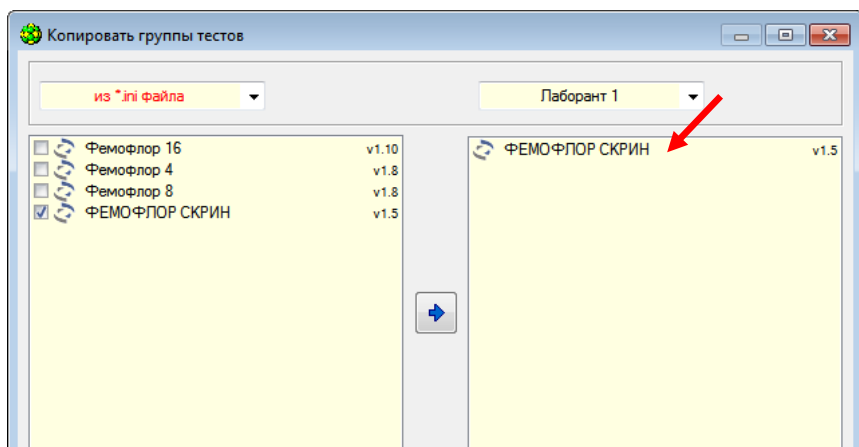 Копировать группы тестов
из *.ini файла
Лаборант 1
Фемофлор 16 v1.10
Фемофлор 4 v1.8
Фемофлор 8 v1.8
ФЕМОФЛОР СКРИН v1.5
ФЕМОФЛОР СКРИН v1.5